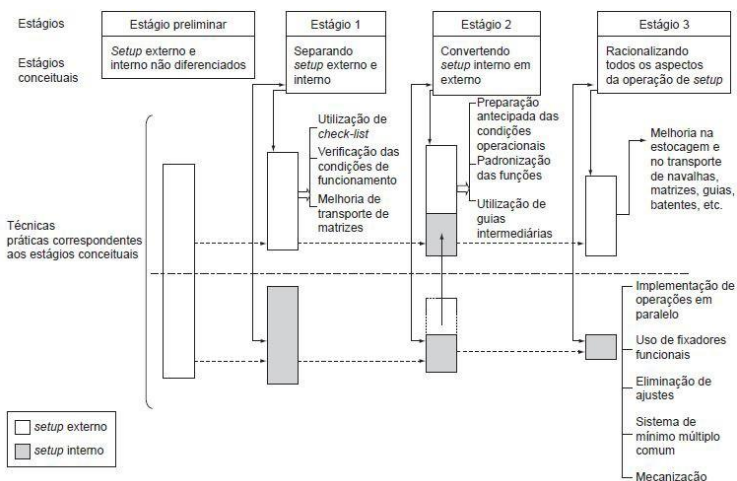 Estágios
Estágio preliminar
Estágio 1
Estágio 2
Estágio 3
Estágios
conceituais
Setup externo e
interno não diferenciados
Separando
setup externo e
interno
Convertendo
setup interno em
externo
Racionalizando
todos os aspectos
da operação de setup
Técnicas
práticas correspondentes
aos estágios conceituais
Utilização de
check-list
Verificação das
condições de
funcionamento
Melhoria de
transporte de
matrizes
Preparação
antecipada das
condições
operacionais
Padronização
das funções
Utilização de
guias
intermediárias
Melhoria na
estocagem e
no transporte
de navalhas,
matrizes, guias,
batentes, etc.
Implementação de
operações em
paralelo
Uso de fixadores
funcionais
Eliminação de
ajustes
Sistema de
mínimo múltiplo
comum
Mecanização
setup externo
setup interno